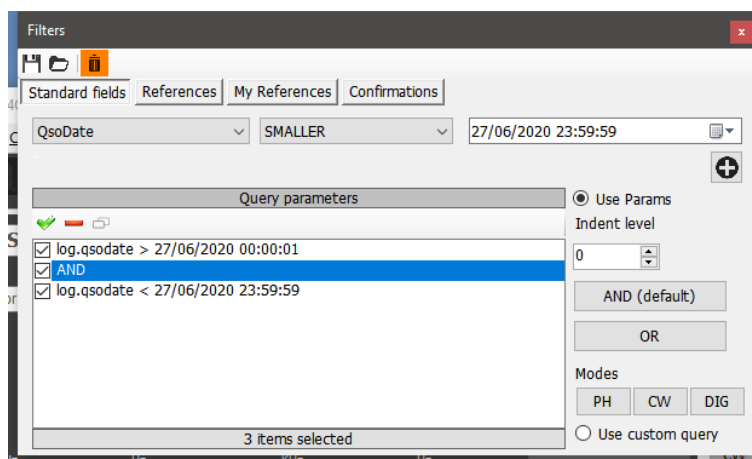 Filters
x
Standard fields References My References Confirmations
QsoDate SMALLER 27/06/2020 23:59:59
Query parameters
Use Params
Indent level
log.qsodate > 27/06/2020 00:00:01
0
AND
log.qsodate < 27/06/2020 23:59:59
AND (default)
OR
Modes
PH CW DIG
Use custom query
3 items selected